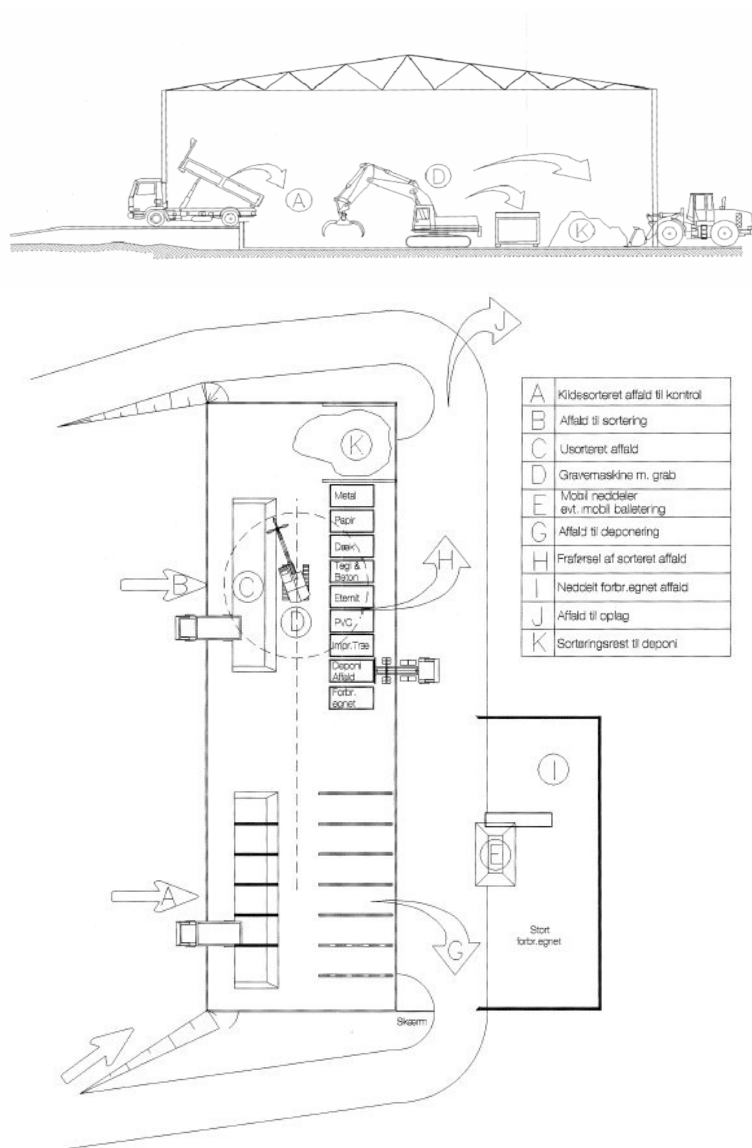 A
D
K
J
K
Metal
Papir
Dæk
Tegl &
Beton
Eternit
PVC
Impr.Træ
Deponi
Affald
Forbr.
egnet
B
C
D
H
A Kildesorteret affald til kontrol
B Affald til sortering
C Usorteret affald
D Gravemaskine m. grab
E Mobil neddeler
evt. mobil balletering
G Affald til deponering
H Fraførsel af sorteret affald
I Neddelt forbr.egnet affald
J Affald til oplag
K Sorteringsrest til deponi
I
E
A
G
Stort
forbr.egnet
Skærm